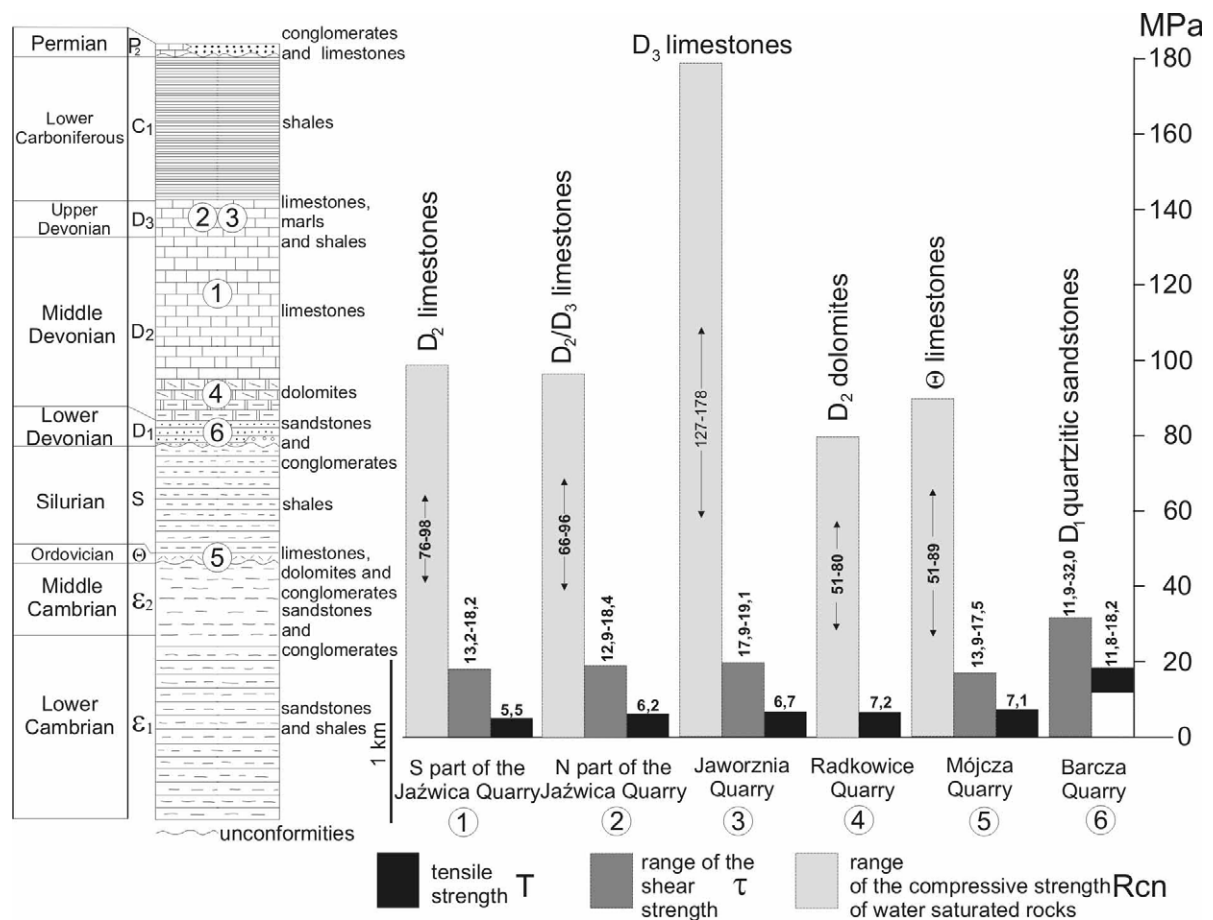 Permian
P2
conglomerates
and limestones
Lower
Carboniferous
C1
shales
Upper
Devonian
D3
2 3
limestones,
marls
and shales
Middle
Devonian
D2
1
limestones
4
dolomites
Lower
Devonian
D1
6
sandstones
and
conglomerates
Silurian
S
shales
Ordovician
Θ
5
limestones,
dolomites and
conglomerates
Middle
Cambrian
Є2
sandstones
and
conglomerates
Lower
Cambrian
Є1
sandstones
and shales
unconformities
1 km
D2 limestones
76-98
13,2-18,2
5,5
D2/D3 limestones
66-96
12,9-18,4
6,2
D3 limestones
127-178
17,9-19,1
6,7
D2 dolomites
51-80
7,2
Θ limestones
51-89
13,9-17,5
7,1
D1 quartzitic sandstones
11,9-32,0
11,8-18,2
MPa
180
160
140
120
100
80
60
40
20
0
S part of the
Jaźwica Quarry
1
N part of the
Jaźwica Quarry
2
Jaworznia
Quarry
3
Radkowice
Quarry
4
Mójcza
Quarry
5
Barcza
Quarry
6
tensile
strength T
range of the
shear τ
strength
range
of the compressive strength Rcn
of water saturated rocks